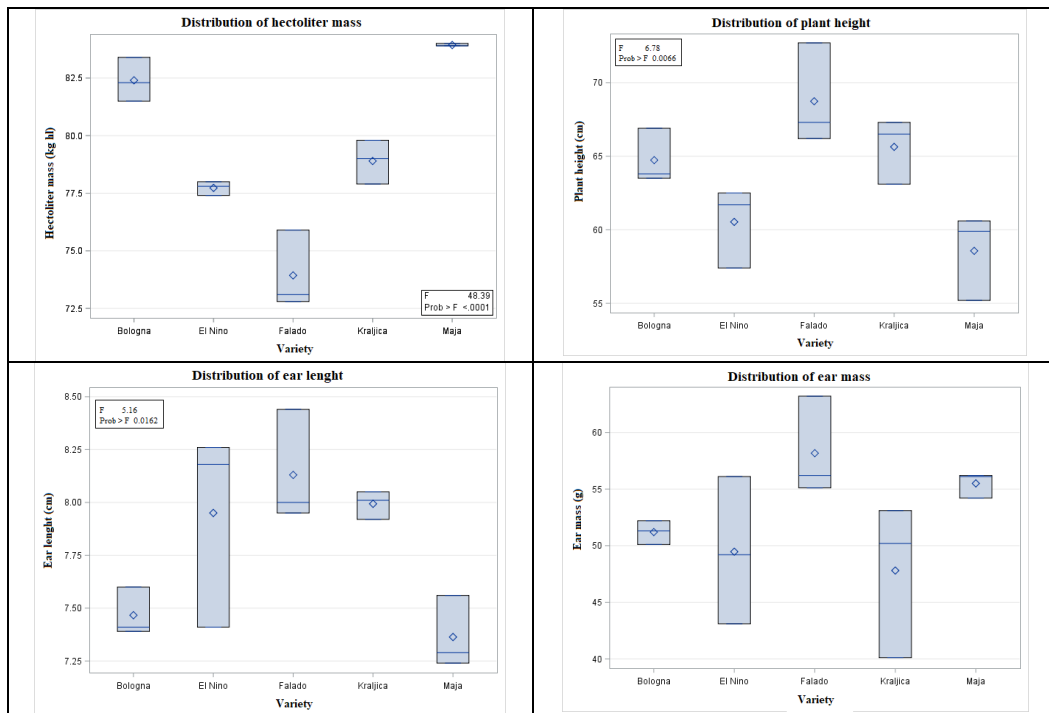 Distribution of hectoliter mass
82.5
80.0
77.5
75.0
72.5
Hectoliter mass (kg hl)
F 48.39
Prob > F <.0001
Bologna El Nino Falado Kraljica Maja
Variety
Distribution of plant height
F 6.78
Prob > F 0.0066
70
65
60
55
Plant height (cm)
Bologna El Nino Falado Kraljica Maja
Variety
Distribution of ear lenght
8.50
F 5.16
Prob > F 0.0162
8.25
8.00
7.75
7.50
7.25
Ear lenght (cm)
Bologna El Nino Falado Kraljica Maja
Variety
Distribution of ear mass
60
55
50
45
40
Ear mass (g)
Bologna El Nino Falado Kraljica Maja
Variety